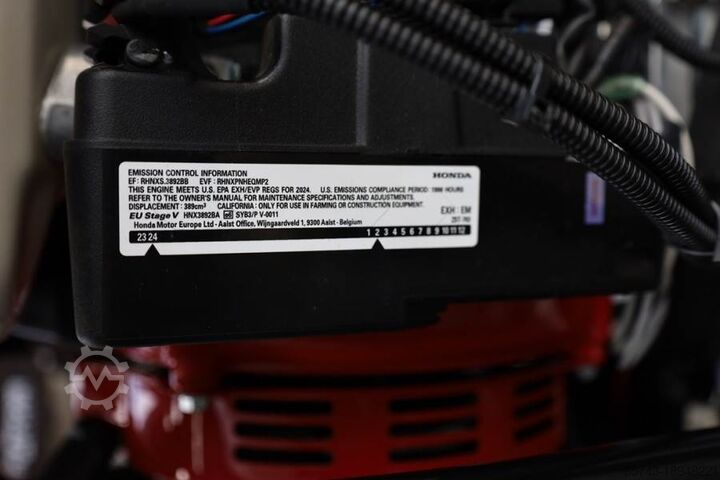 EMISSION CONTROL INFORMATION
HONDA
EF: RHNXS.3892BB EVF: RHNXPNHEQMP2
THIS ENGINE MEETS U.S. EPA EXH/EVP REGS FOR 2024. U.S. EMISSIONS COMPLIANCE PERIOD: HOURS
REFER TO THE OWNER'S MANUAL FOR MAINTENANCE SPECIFICATIONS AND ADJUSTMENTS.
DISPLACEMENT: 389cm³ CALIFORNIA: ONLY FOR USE IN FARMING OR CONSTRUCTION EQUIPMENT.
EU Stage V HNX3892BA SYB3/P V-0011 EXH: EM
Honda Motor Europe Ltd - Aalst Office, Wijngaardveld 1, 9300 Aalst - Belgium
23 24 1 2 3 4 5 6 7 8 9 10 11 12